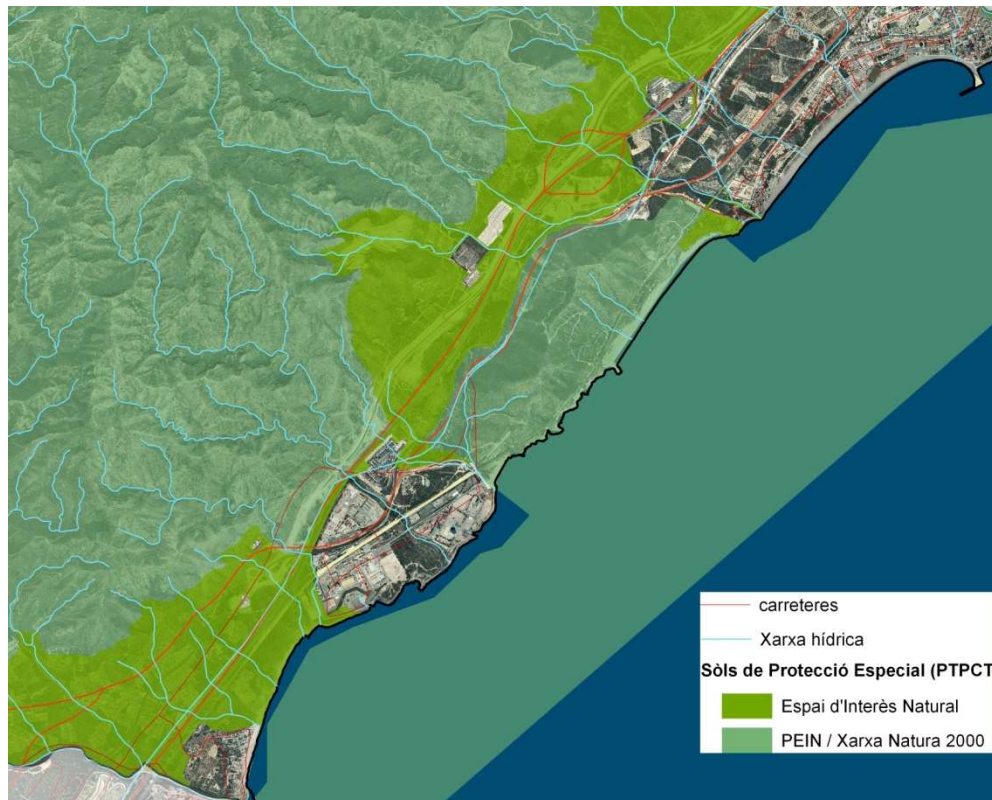 carreteres
Xarxa hídrica
Sòls de Protecció Especial (PTPCT
Espai d'Interès Natural
PEIN / Xarxa Natura 2000